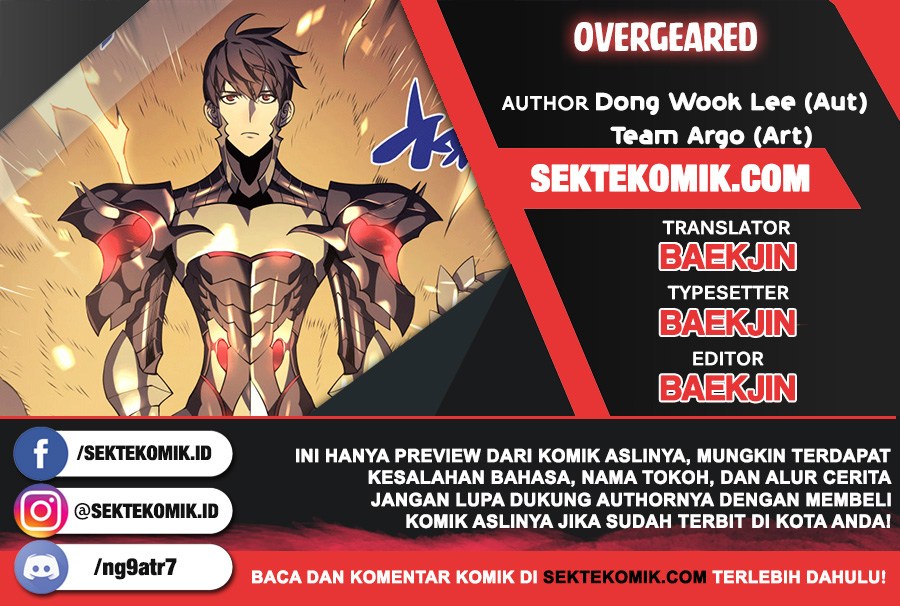 OVERGEARED
AUTHOR Dong Wook Lee (Aut)
Team Argo (Art)
SEKTEKOMIK.COM
TRANSLATOR
BAEKJIN
TYPESETTER
BAEKJIN
EDITOR
BAEKJIN
/SEKTEKOMIK.ID
@SEKTEKOMIK.ID
/ng9atr7
INI HANYA PREVIEW DARI KOMIK ASLINYA, MUNGKIN TERDAPAT
KESALAHAN BAHASA, NAMA TOKOH, DAN ALUR CERITA
JANGAN LUPA DUKUNG AUTHORNYA DENGAN MEMBELI
KOMIK ASLINYA JIKA SUDAH TERBIT DI KOTA ANDA!
BACA DAN KOMENTAR KOMIK DI SEKTEKOMIK.COM TERLEBIH DAHULU!